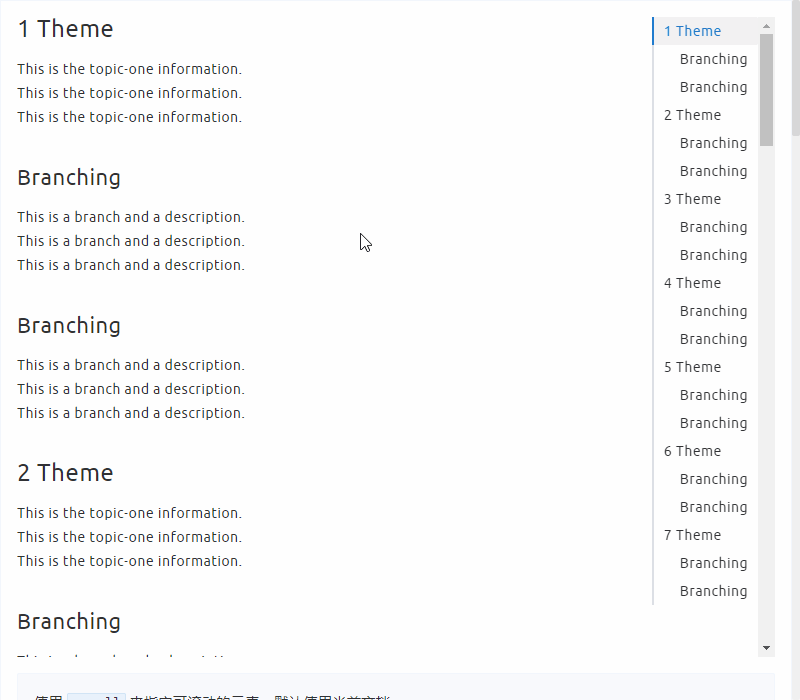 1 Theme
This is the topic-one information.
This is the topic-one information.
This is the topic-one information.
Branching
This is a branch and a description.
This is a branch and a description.
This is a branch and a description.
Branching
This is a branch and a description.
This is a branch and a description.
This is a branch and a description.
2 Theme
This is the topic-one information.
This is the topic-one information.
This is the topic-one information.
Branching
1 Theme
Branching
Branching
2 Theme
Branching
Branching
3 Theme
Branching
Branching
4 Theme
Branching
Branching
5 Theme
Branching
Branching
6 Theme
Branching
Branching
7 Theme
Branching
Branching